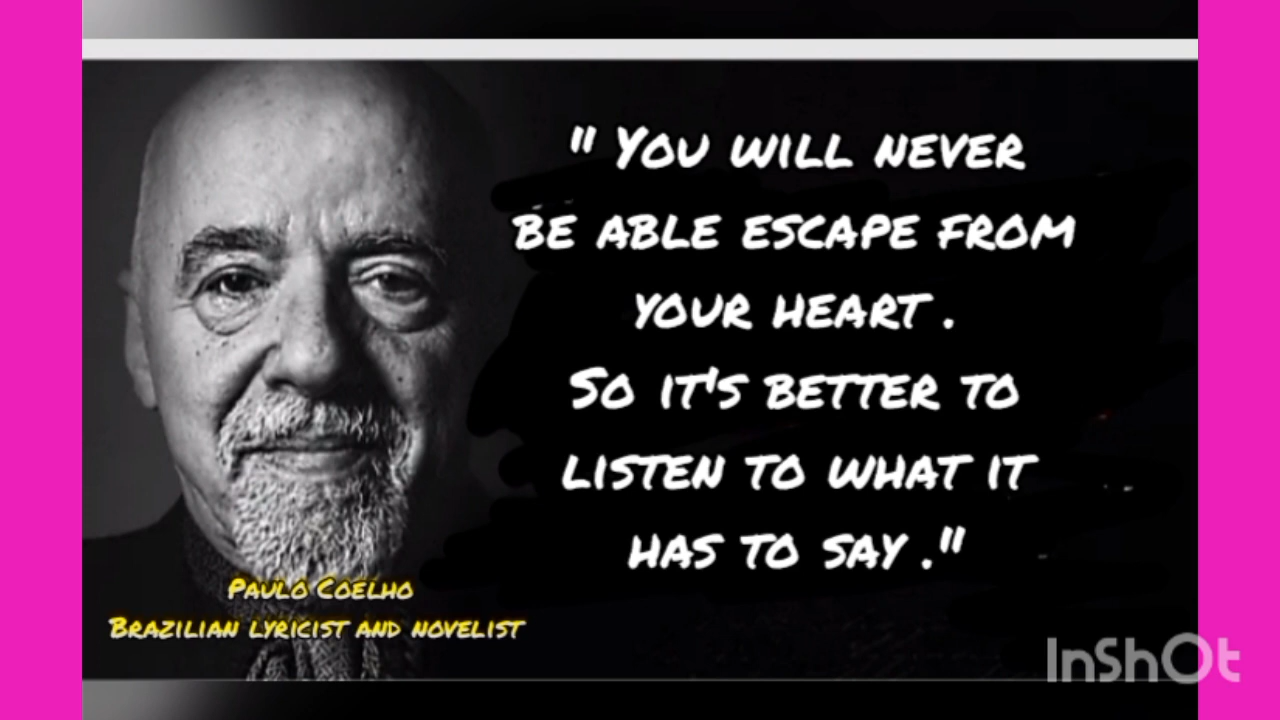 " You will never
be able escape from
your heart .
So it's better to
listen to what it
has to say ."
Paulo Coelho
Brazilian lyricist and novelist
InShOt